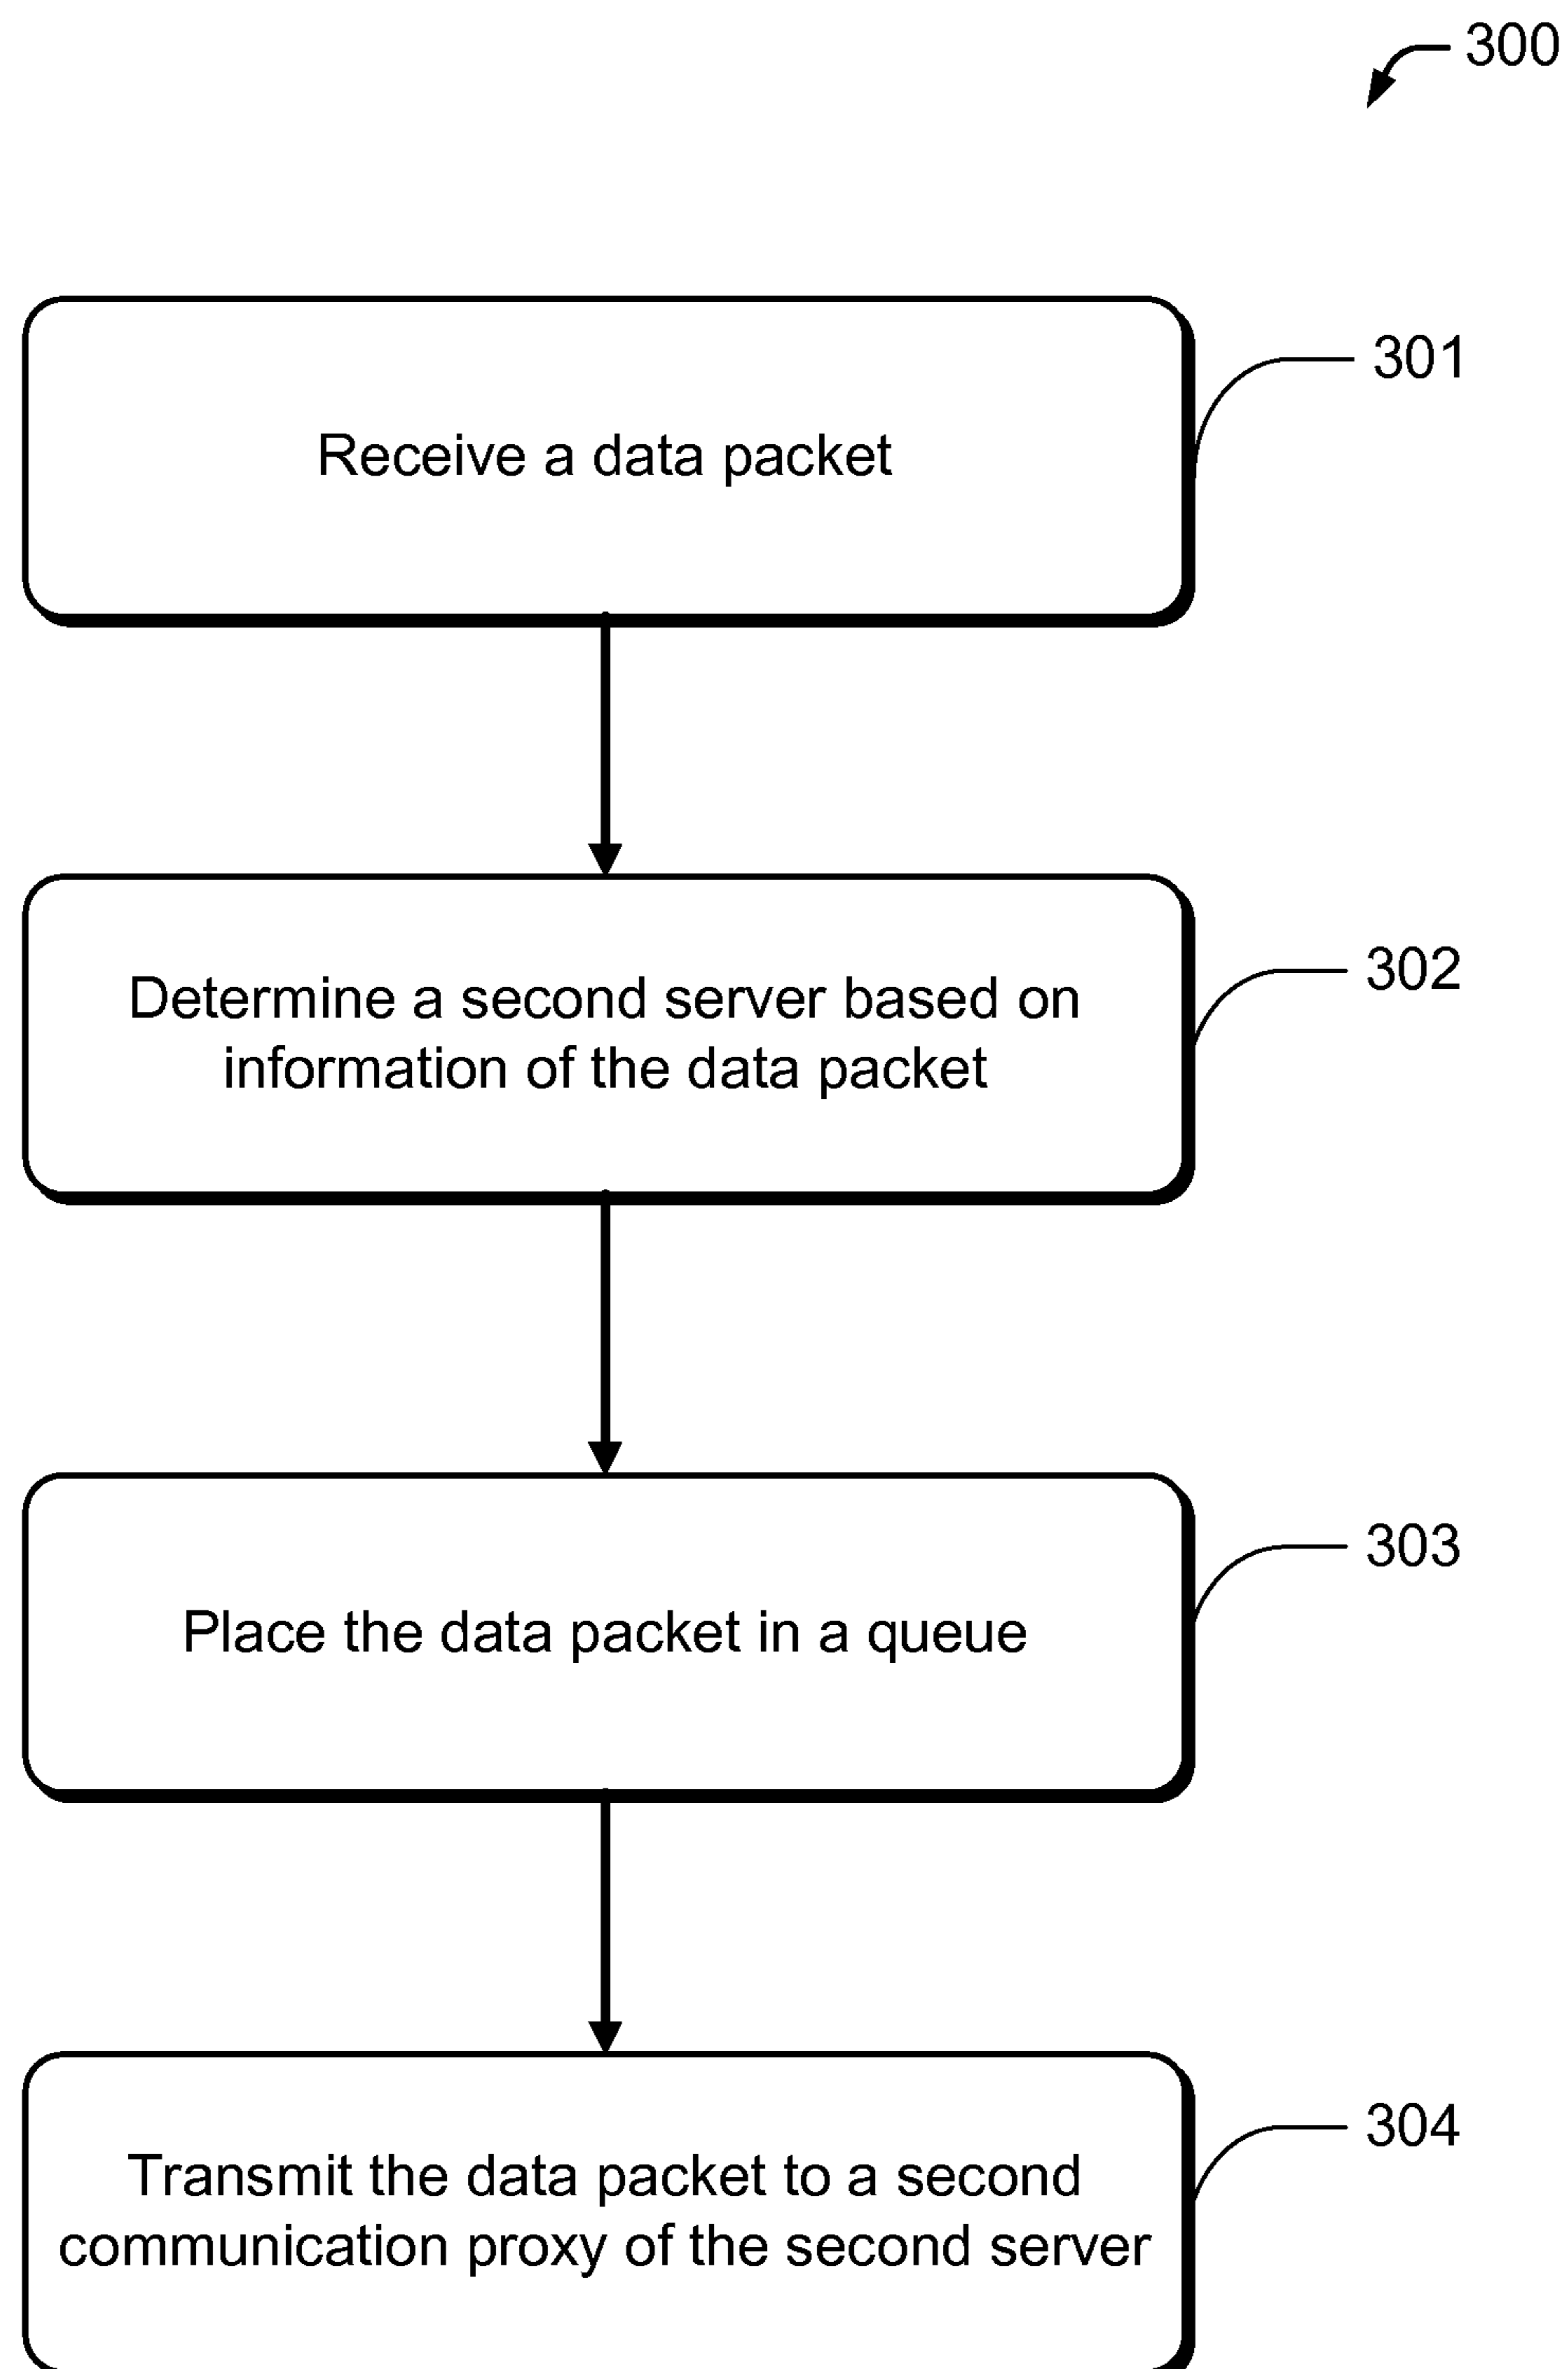 300
Receive a data packet
301
Determine a second server based on
information of the data packet
302
Place the data packet in a queue
303
Transmit the data packet to a second
communication proxy of the second server
304